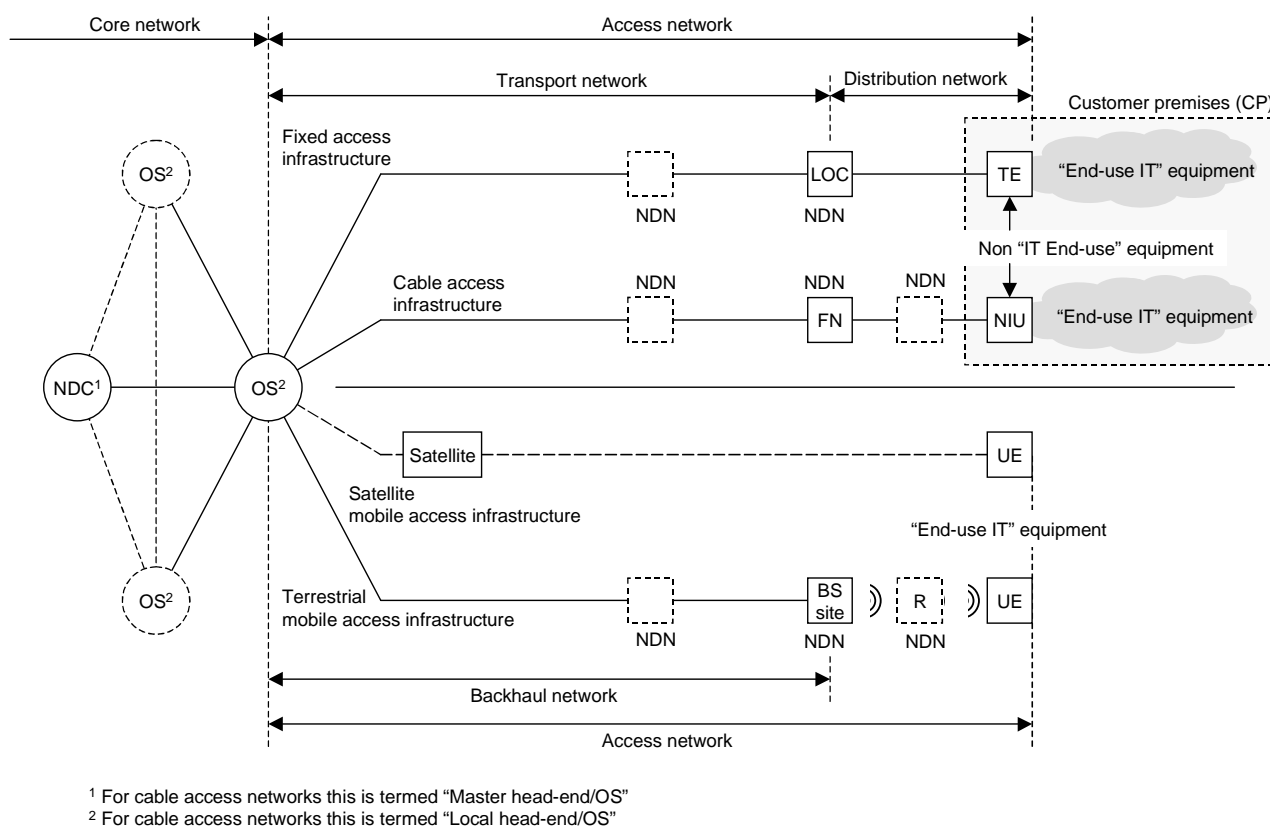 Core network
Access network
Transport network
Distribution network
Customer premises (CP)
Fixed access
infrastructure
OS²
LOC
TE
“End-use IT” equipment
NDN
NDN
Non “IT End-use” equipment
Cable access
infrastructure
NDN
NDN
NDN
FN
NIU
“End-use IT” equipment
NDC¹
OS²
Satellite
UE
Satellite
mobile access infrastructure
“End-use IT” equipment
OS²
Terrestrial
mobile access infrastructure
BS
site
R
UE
NDN
NDN
NDN
Backhaul network
Access network
¹ For cable access networks this is termed “Master head-end/OS”
² For cable access networks this is termed “Local head-end/OS”